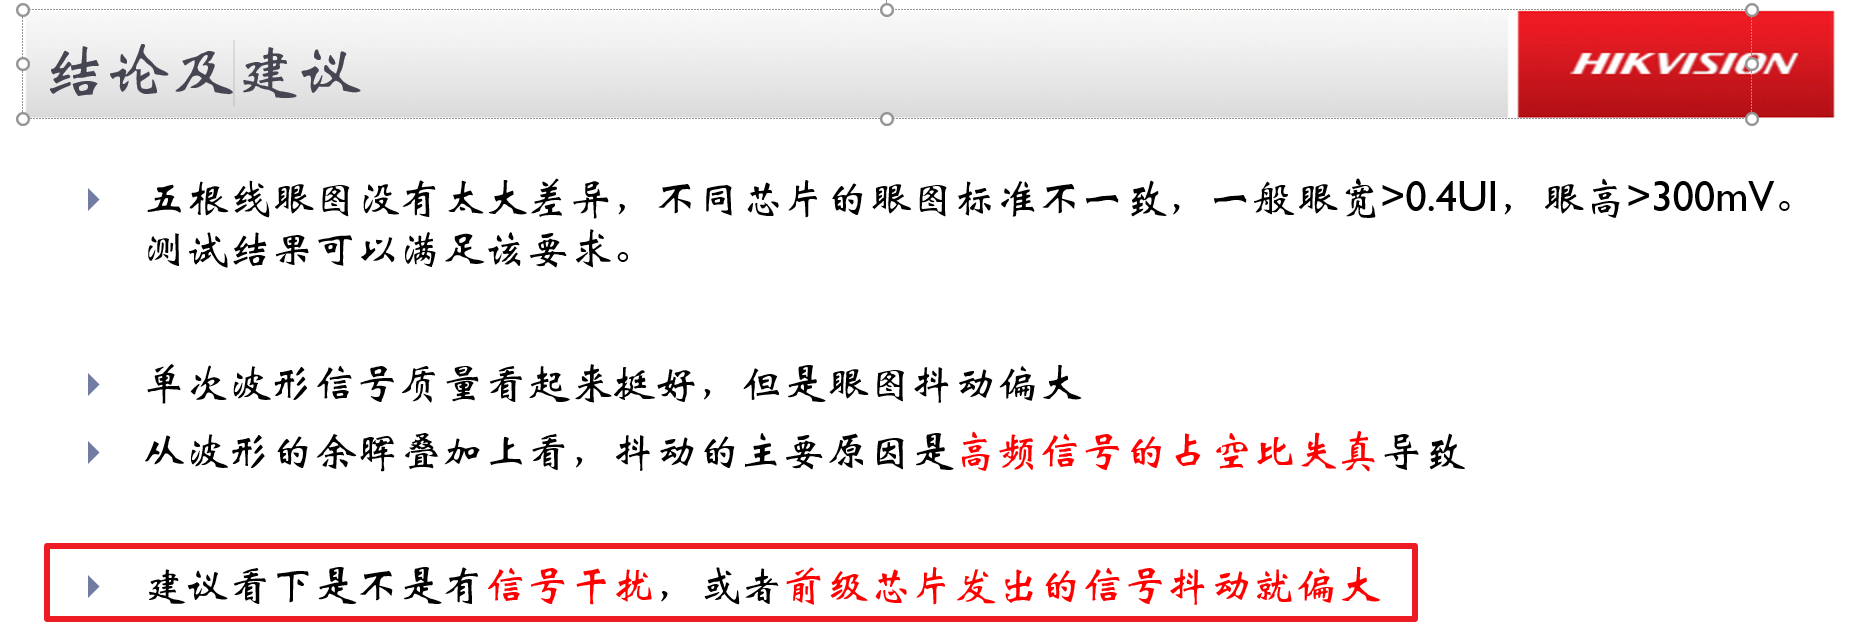 结论及建议
HIKVISION
五根线眼图没有太大差异，不同芯片的眼图标准不一致，一般眼宽>0.4UI，眼高>300mV。
测试结果可以满足该要求。
单次波形信号质量看起来挺好，但是眼图抖动偏大
从波形的余晖叠加上看，抖动的主要原因是高频信号的占空比失真导致
建议看下是不是有信号干扰，或者前级芯片发出的信号抖动就偏大